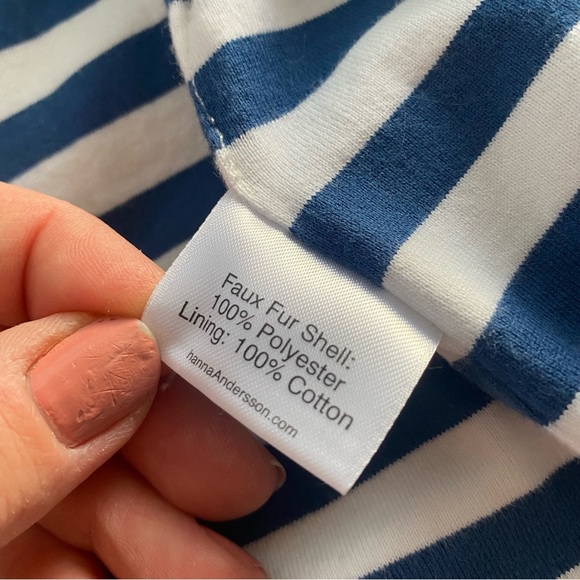 Faux Fur Shell:
100% Polyester
Lining: 100% Cotton
hannaAndersson.com